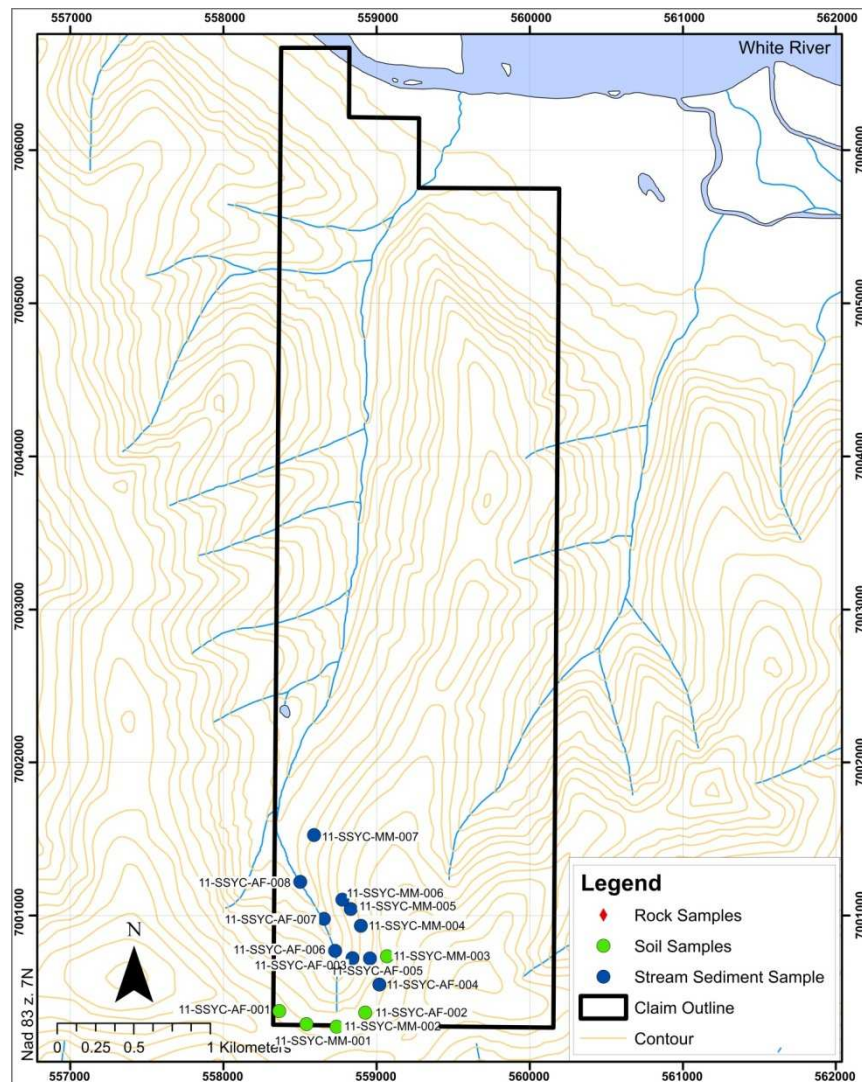 557000 558000 559000 560000 561000 562000
White River
7006000 7006000
7005000 7005000
7004000 7004000
7003000 7003000
7002000 7002000
11-SSYC-MM-007
11-SSYC-AF-008
11-SSYC-MM-006
11-SSYC-MM-005
7001000 7001000
11-SSYC-AF-007
11-SSYC-MM-004
11-SSYC-AF-006
11-SSYC-MM-003
11-SSYC-AF-003
11-SSYC-AF-005
11-SSYC-AF-004
11-SSYC-AF-001
11-SSYC-AF-002
11-SSYC-MM-002
11-SSYC-MM-001
N
Nad 83 z. 7N
0 0.25 0.5 1 Kilometers
Legend
Rock Samples
Soil Samples
Stream Sediment Sample
Claim Outline
Contour
557000 558000 559000 560000 561000 562000